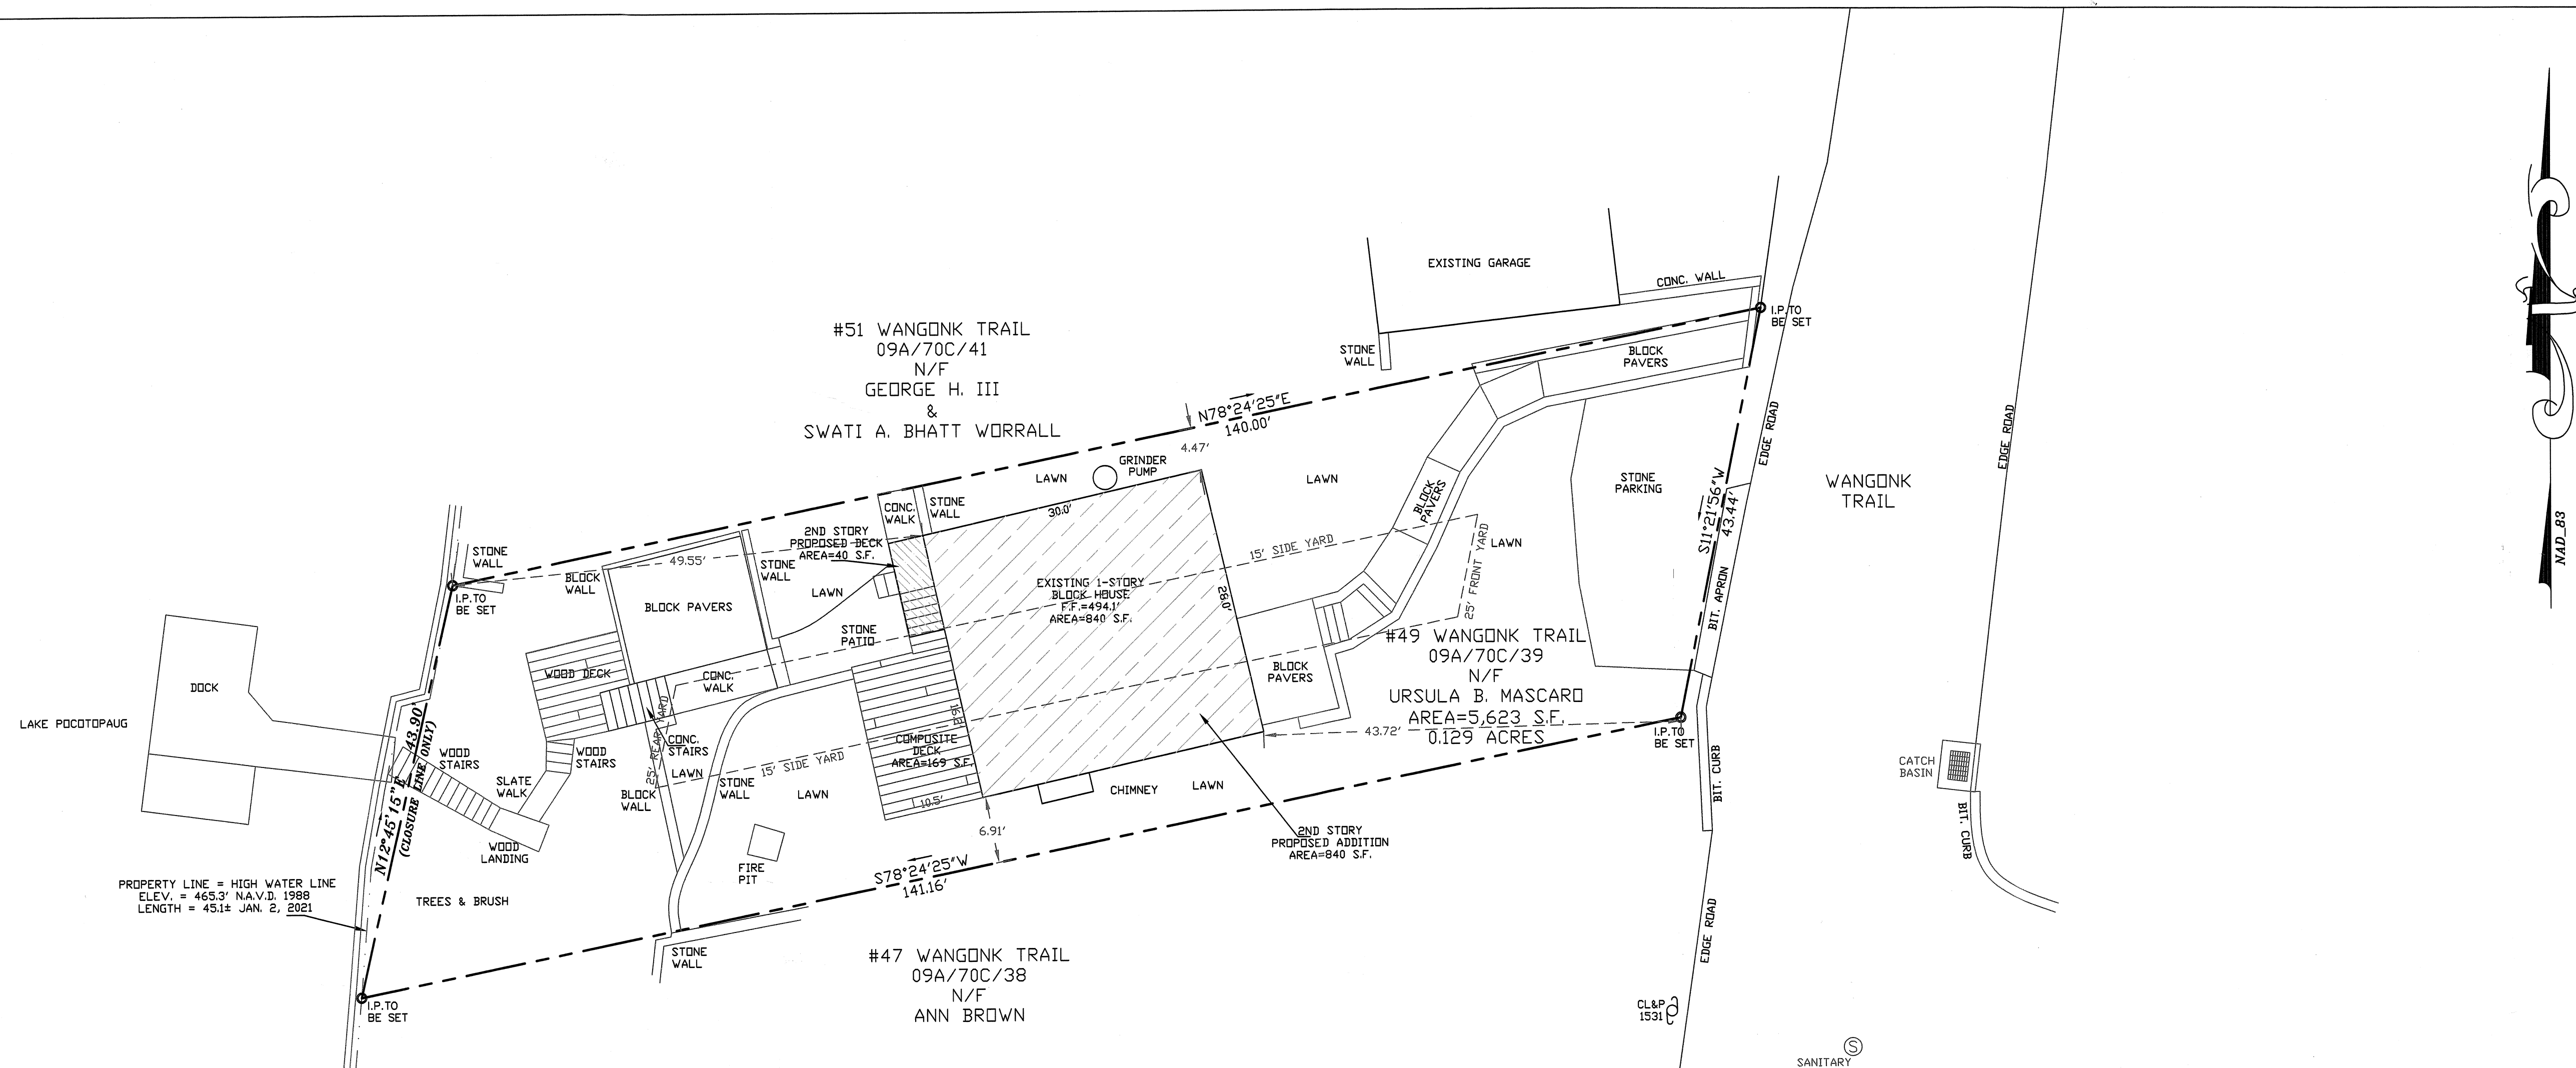 #51 WANGONK TRAIL
09A/70C/41
N/F
GEORGE H. III
&
SWATI A. BHATT WORRALL
EXISTING GARAGE
CONC. WALL
I.P.TO
BE SET
STONE
WALL
BLOCK
PAVERS
N78°24'25"E
140.00'
4.47'
GRINDER
PUMP
LAWN
LAWN
30.0'
STONE
WALL
CONC.
WALK
2ND STORY
PROPOSED DECK
AREA=40 S.F.
BLOCK
PAVERS
STONE
PARKING
S11°21'56"W
43.44'
EDGE ROAD
EDGE ROAD
WANGONK
TRAIL
NAD_83
STONE
WALL
49.55'
STONE
WALL
BLOCK
WALL
I.P.TO
BE SET
LAWN
BLOCK PAVERS
STONE
PATIO
EXISTING 1-STORY
BLOCK HOUSE
F.F.=494.1'
AREA=840 S.F.
28.0'
15' SIDE YARD
25' FRONT YARD
LAWN
BIT. APRON
#49 WANGONK TRAIL
09A/70C/39
N/F
URSULA B. MASCARO
AREA=5,623 S.F.
0.129 ACRES
43.72'
I.P.TO
BE SET
BLOCK
PAVERS
DOCK
LAKE POCOTOPAUG
WOOD DECK
CONC.
WALK
25' REAR YARD
CONC.
STAIRS
WOOD
STAIRS
WOOD
STAIRS
SLATE
WALK
LAWN
15' SIDE YARD
COMPOSITE
DECK
AREA=169 S.F.
10.5'
BLOCK
WALL
STONE
WALL
LAWN
CHIMNEY
LAWN
BIT. CURB
CATCH
BASIN
BIT. CURB
N12°45'15"E 43.90'
(CLOSURE LINE ONLY)
WOOD
LANDING
6.91'
2ND STORY
PROPOSED ADDITION
AREA=840 S.F.
FIRE
PIT
S78°24'25"W
141.16'
PROPERTY LINE = HIGH WATER LINE
ELEV. = 465.3' N.A.V.D. 1988
LENGTH = 45.1± JAN. 2, 2021
TREES & BRUSH
STONE
WALL
#47 WANGONK TRAIL
09A/70C/38
N/F
ANN BROWN
EDGE ROAD
I.P.TO
BE SET
CL&P
1531
S
SANITARY